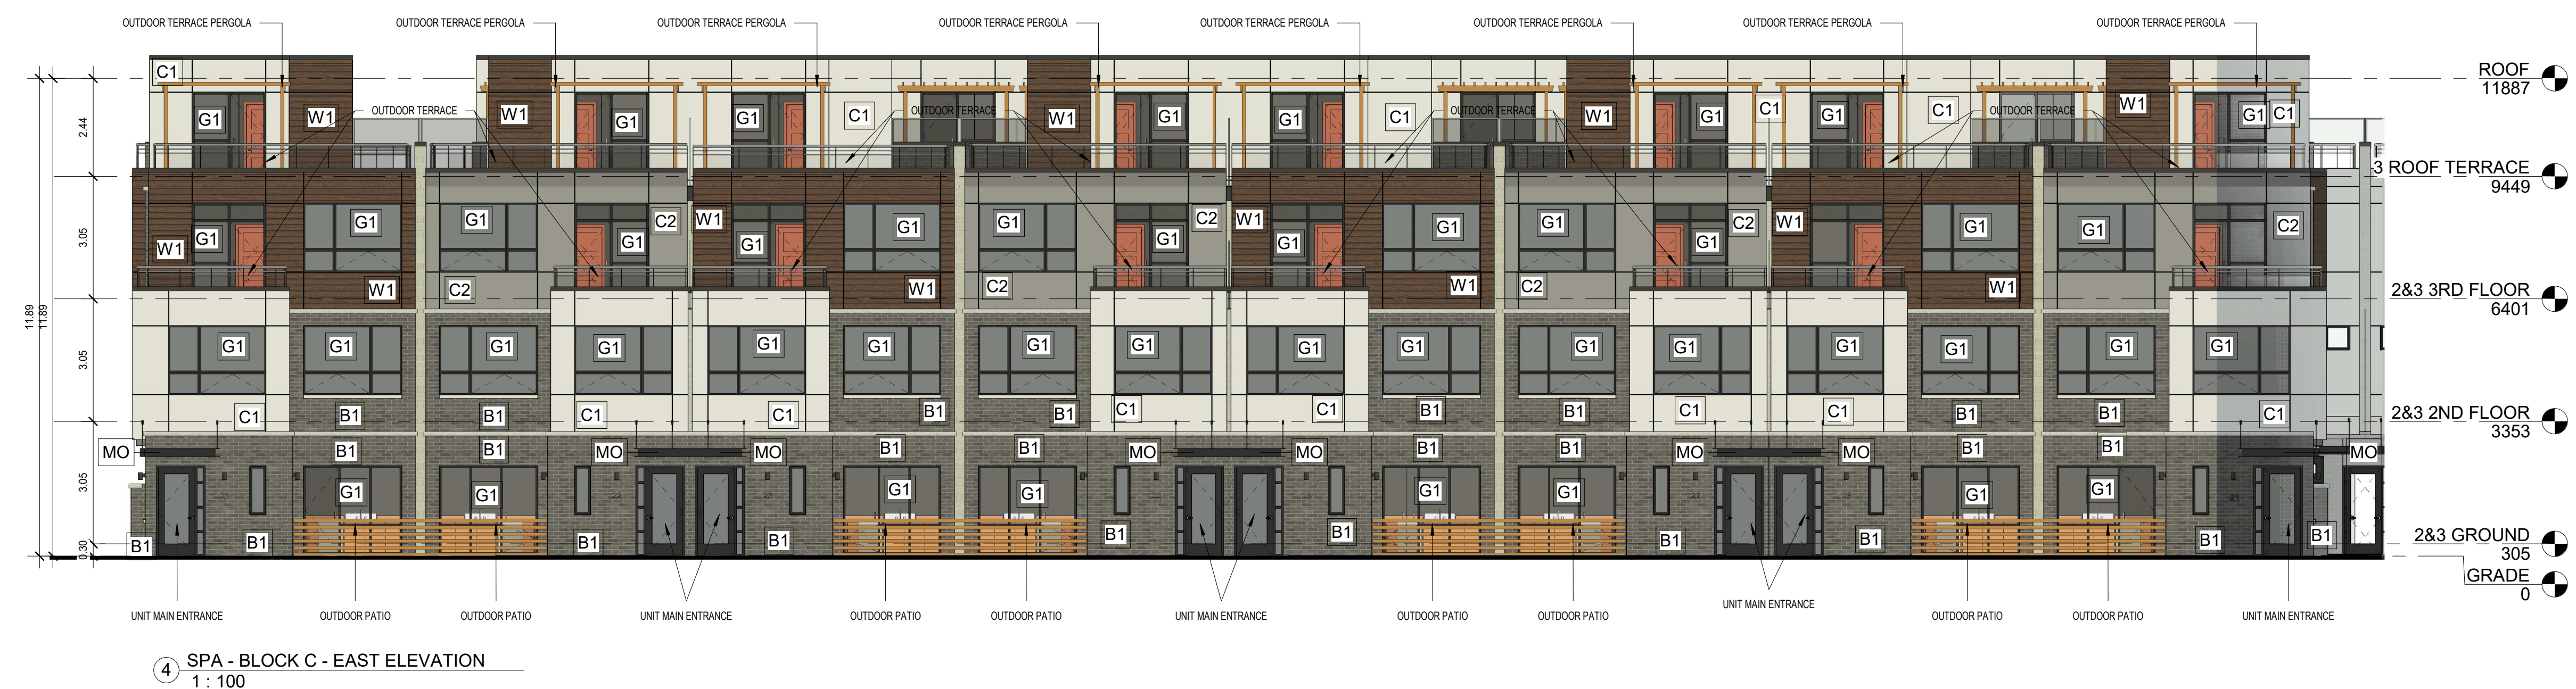 OUTDOOR TERRACE PERGOLA OUTDOOR TERRACE PERGOLA OUTDOOR TERRACE PERGOLA OUTDOOR TERRACE PERGOLA OUTDOOR TERRACE PERGOLA OUTDOOR TERRACE PERGOLA OUTDOOR TERRACE PERGOLA OUTDOOR TERRACE PERGOLA
C1
ROOF
11887
G1 W1 OUTDOOR TERRACE W1 G1 G1 C1 OUTDOOR TERRACE W1 G1 G1 C1 OUTDOOR TERRACE W1 G1 C1 G1 C1 OUTDOOR TERRACE W1 G1 C1
2.44
3 ROOF TERRACE
9449
W1 G1 G1 G1 G1 C2 W1 G1 G1 G1 G1 C2 W1 G1 G1 G1 G1 C2 W1 G1 G1 C2
3.05
W1 C2 W1 C2 W1 C2 W1
2&3 3RD FLOOR
6401
11.89
11.89
G1 G1 G1 G1 G1 G1 G1 G1 G1 G1 G1 G1 G1 G1 G1 G1
3.05
C1 B1 B1 C1 C1 B1 B1 C1 C1 B1 B1 C1 C1 B1 B1 C1
2&3 2ND FLOOR
3353
MO B1 B1 MO MO B1 B1 MO MO B1 B1 MO MO B1 B1 MO
3.05
G1 G1 G1 G1 G1 G1 G1 G1
B1 B1 B1 B1 B1 B1 B1 B1 B1 B1
2&3 GROUND
305
0.30
GRADE
0
UNIT MAIN ENTRANCE OUTDOOR PATIO OUTDOOR PATIO UNIT MAIN ENTRANCE OUTDOOR PATIO OUTDOOR PATIO UNIT MAIN ENTRANCE OUTDOOR PATIO OUTDOOR PATIO UNIT MAIN ENTRANCE OUTDOOR PATIO OUTDOOR PATIO UNIT MAIN ENTRANCE
4 SPA - BLOCK C - EAST ELEVATION
1 : 100